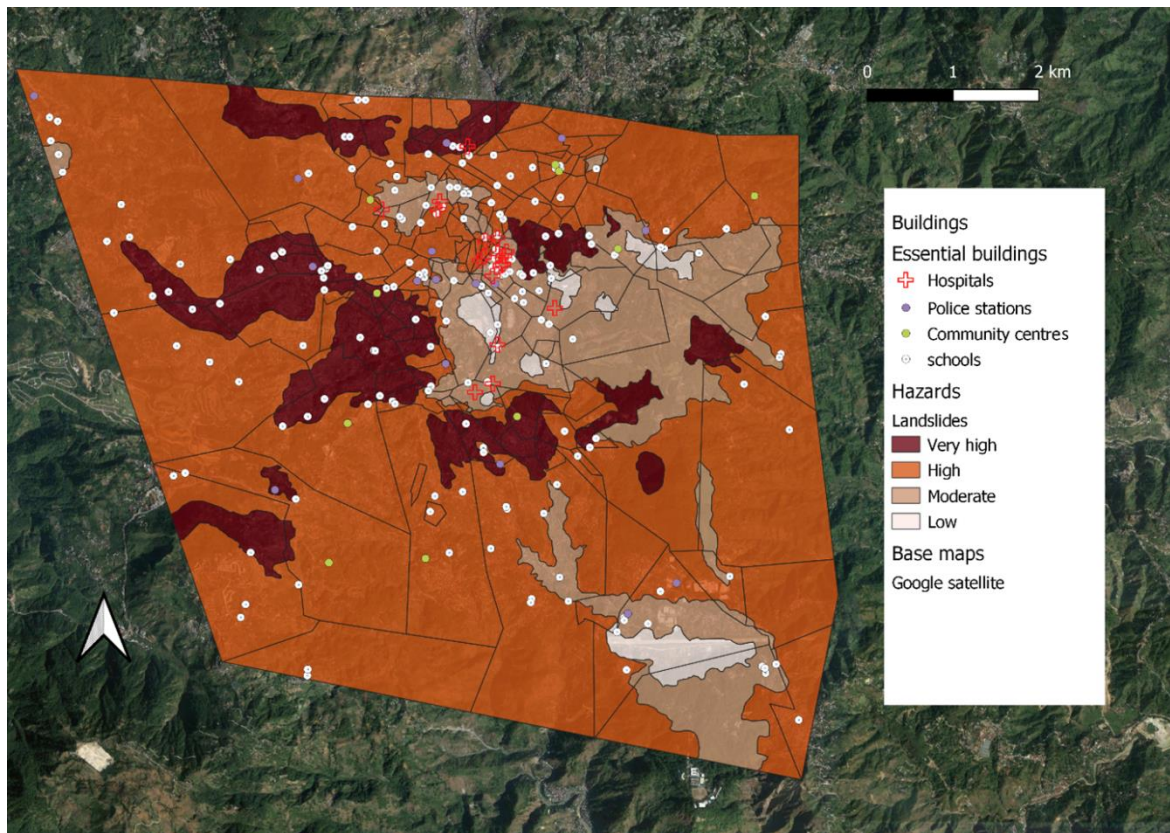 0 1 2 km
Buildings
Essential buildings
Hospitals
Police stations
Community centres
schools
Hazards
Landslides
Very high
High
Moderate
Low
Base maps
Google satellite